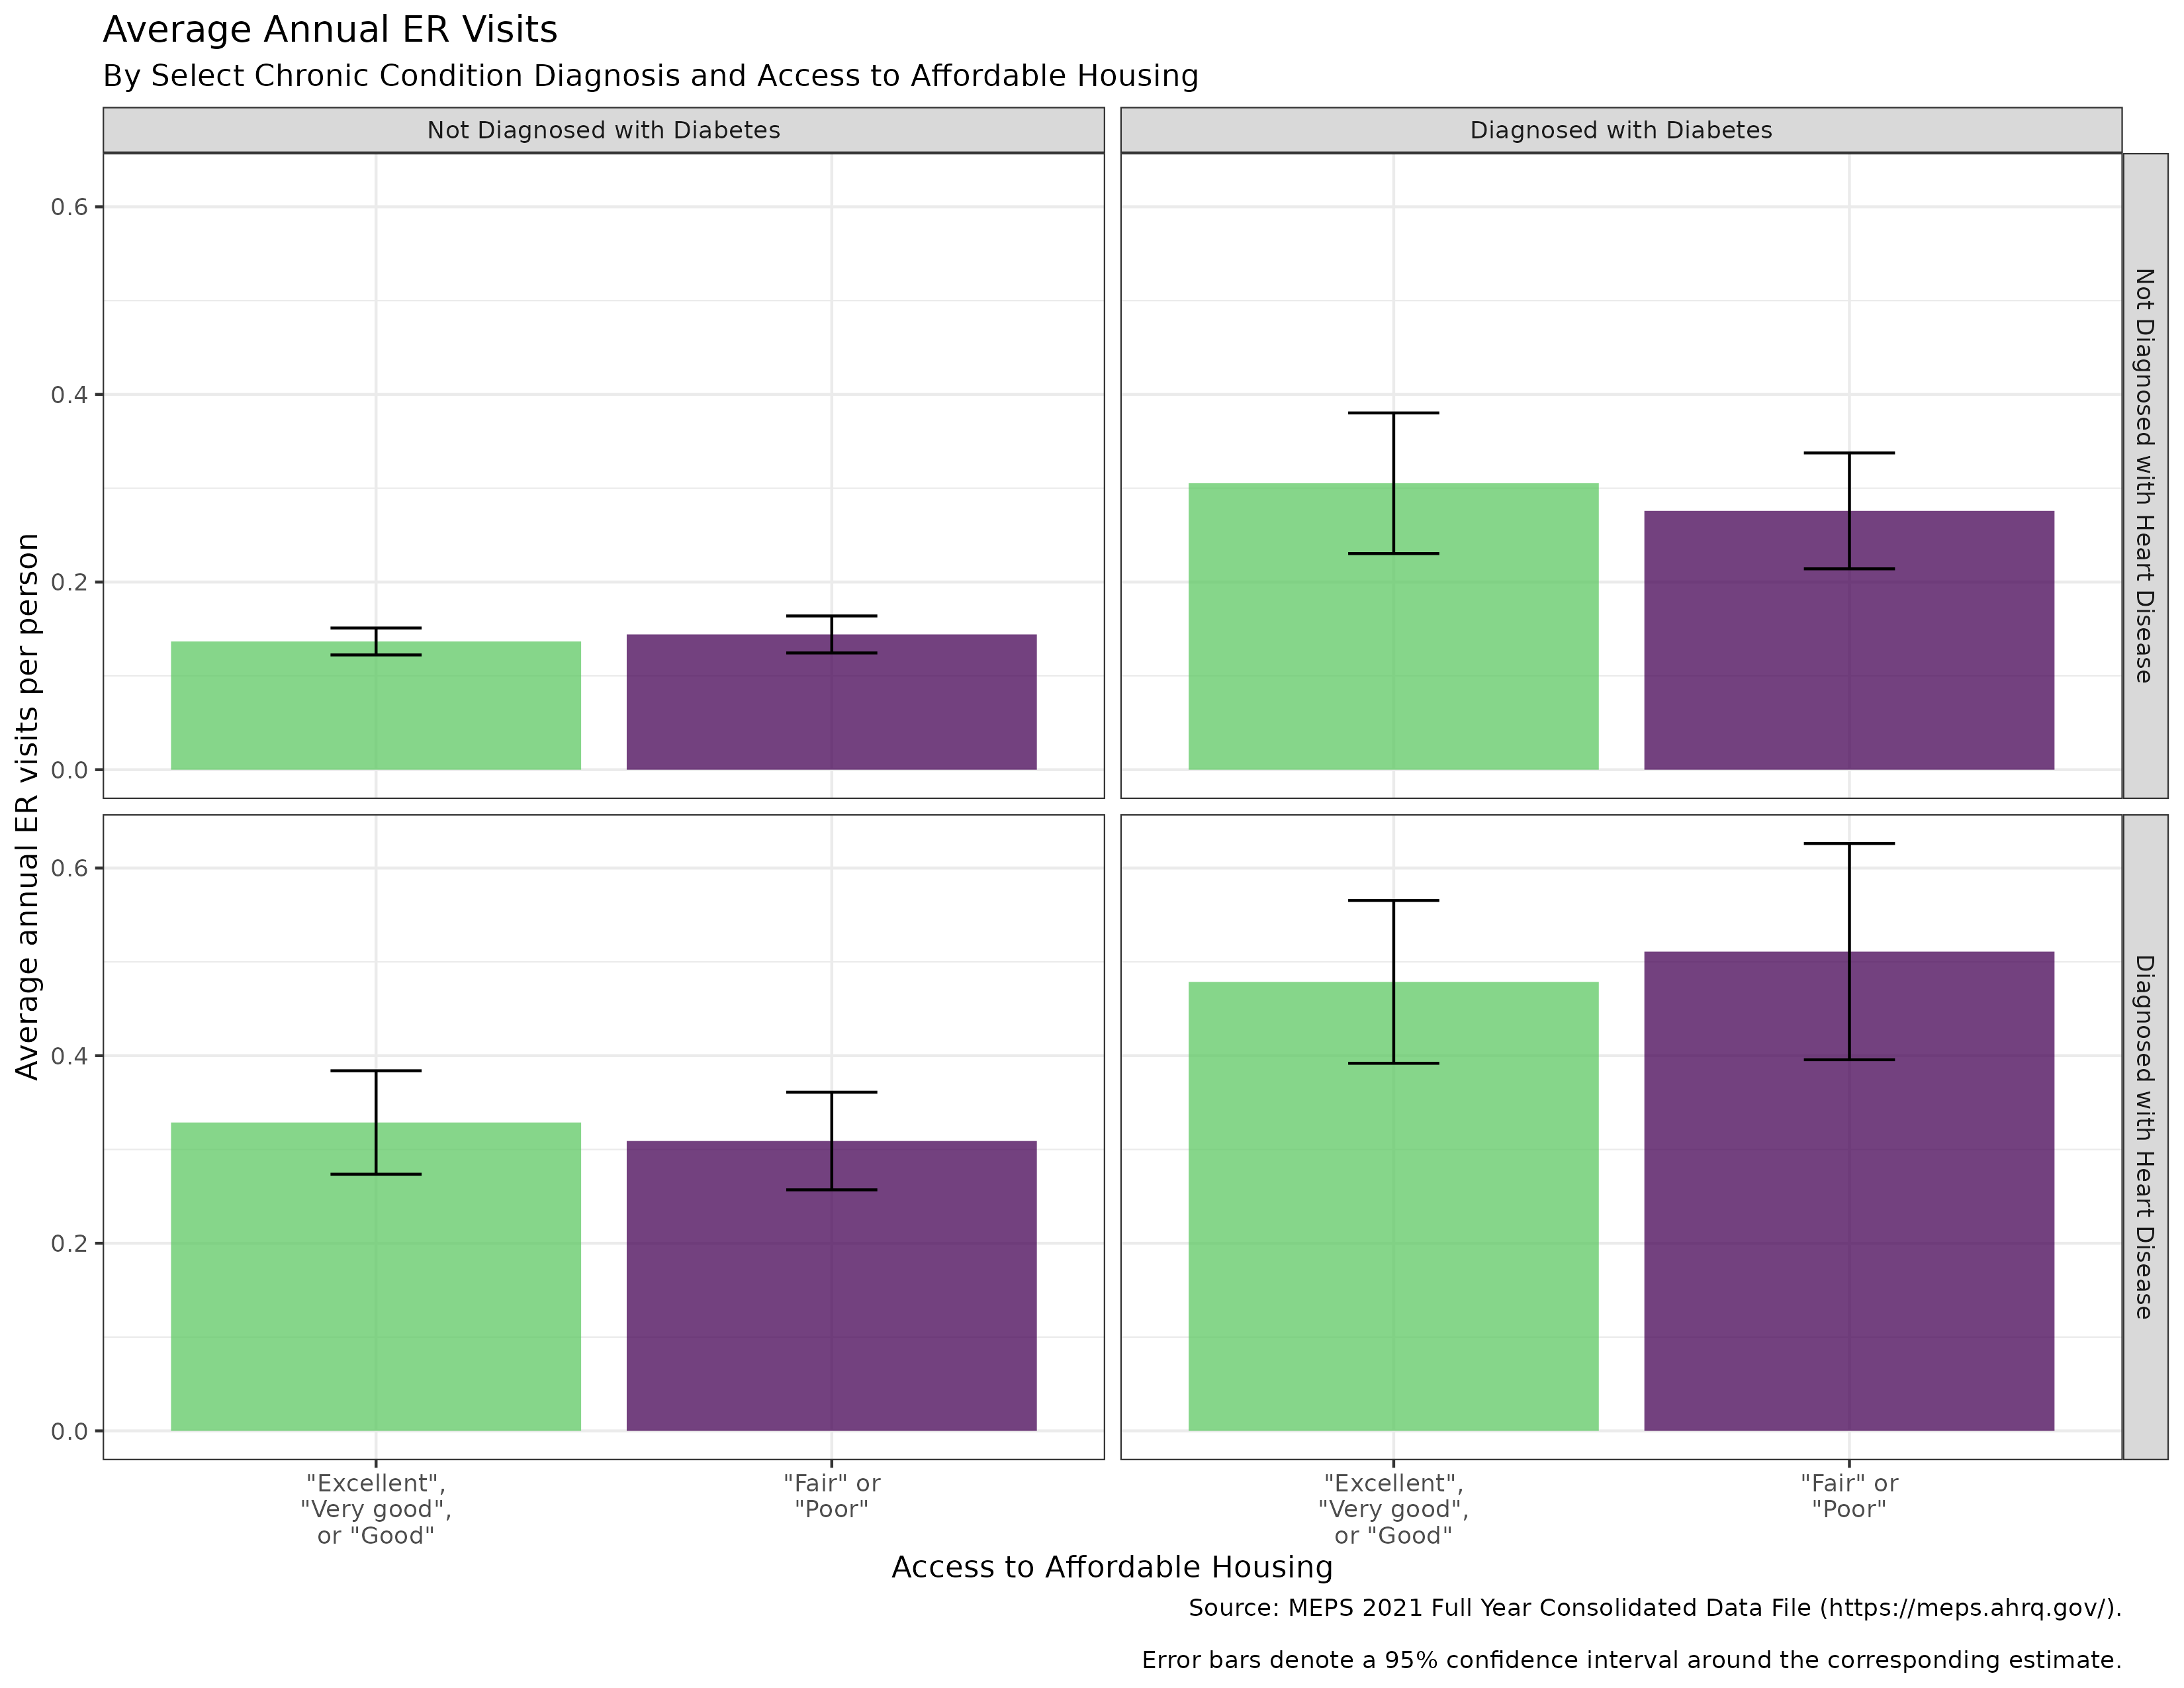 Average Annual ER Visits
By Select Chronic Condition Diagnosis and Access to Affordable Housing
Not Diagnosed with Diabetes
Diagnosed with Diabetes
Not Diagnosed with Heart Disease
Diagnosed with Heart Disease
Average annual ER visits per person
0.6
0.4
0.2
0.0
0.6
0.4
0.2
0.0
"Excellent",
"Very good",
or "Good"
"Fair" or
"Poor"
"Excellent",
"Very good",
or "Good"
"Fair" or
"Poor"
Access to Affordable Housing
Source: MEPS 2021 Full Year Consolidated Data File (https://meps.ahrq.gov/).
Error bars denote a 95% confidence interval around the corresponding estimate.